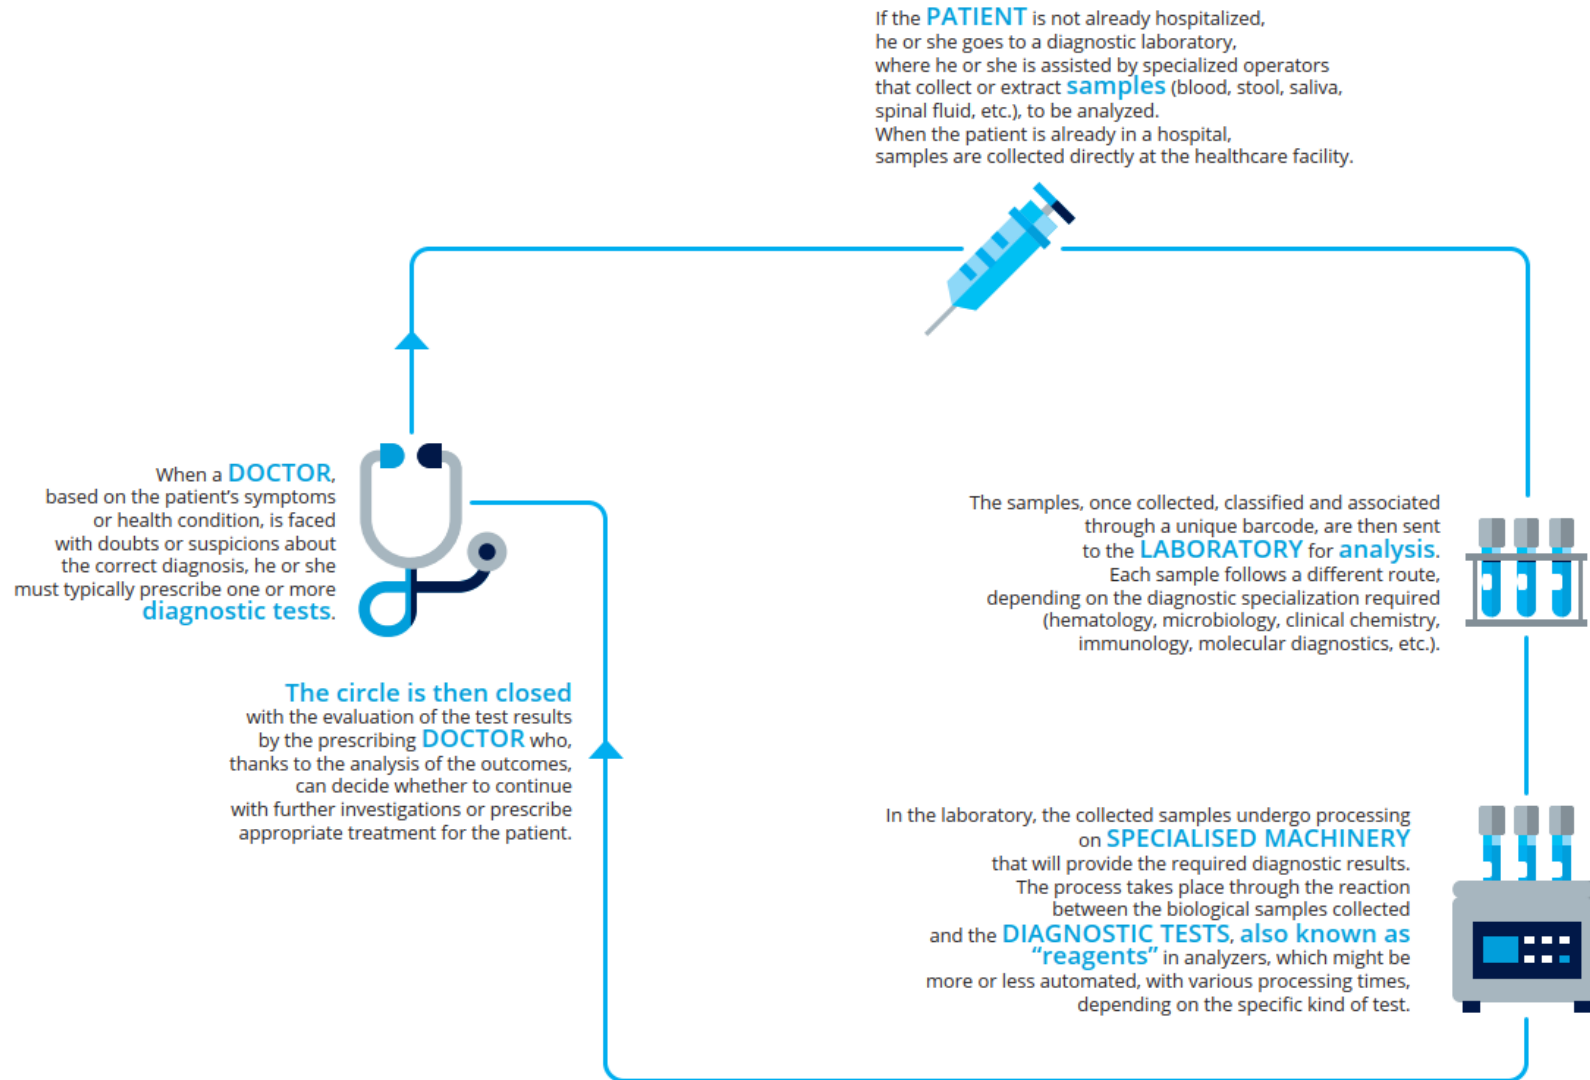 If the PATIENT is not already hospitalized,
he or she goes to a diagnostic laboratory,
where he or she is assisted by specialized operators
that collect or extract samples (blood, stool, saliva,
spinal fluid, etc.), to be analyzed.
When the patient is already in a hospital,
samples are collected directly at the healthcare facility.
When a DOCTOR,
based on the patient’s symptoms
or health condition, is faced
with doubts or suspicions about
the correct diagnosis, he or she
must typically prescribe one or more
diagnostic tests.
The samples, once collected, classified and associated
through a unique barcode, are then sent
to the LABORATORY for analysis.
Each sample follows a different route,
depending on the diagnostic specialization required
(hematology, microbiology, clinical chemistry,
immunology, molecular diagnostics, etc.).
The circle is then closed
with the evaluation of the test results
by the prescribing DOCTOR who,
thanks to the analysis of the outcomes,
can decide whether to continue
with further investigations or prescribe
appropriate treatment for the patient.
In the laboratory, the collected samples undergo processing
on SPECIALISED MACHINERY
that will provide the required diagnostic results.
The process takes place through the reaction
between the biological samples collected
and the DIAGNOSTIC TESTS, also known as
“reagents” in analyzers, which might be
more or less automated, with various processing times,
depending on the specific kind of test.